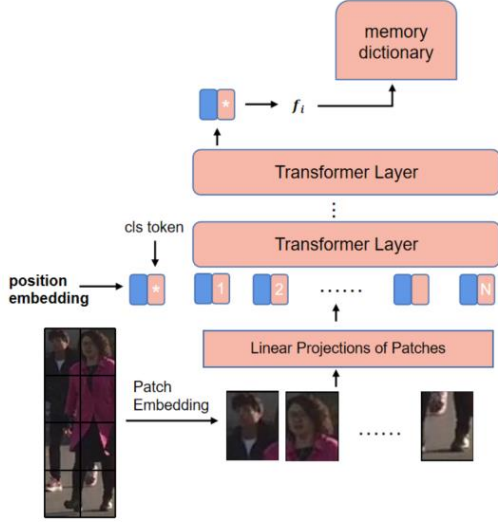 memory
dictionary
*
f_i
Transformer Layer
⋮
cls token
Transformer Layer
position
embedding
*
1
2
......
N
Linear Projections of Patches
Patch
Embedding
......